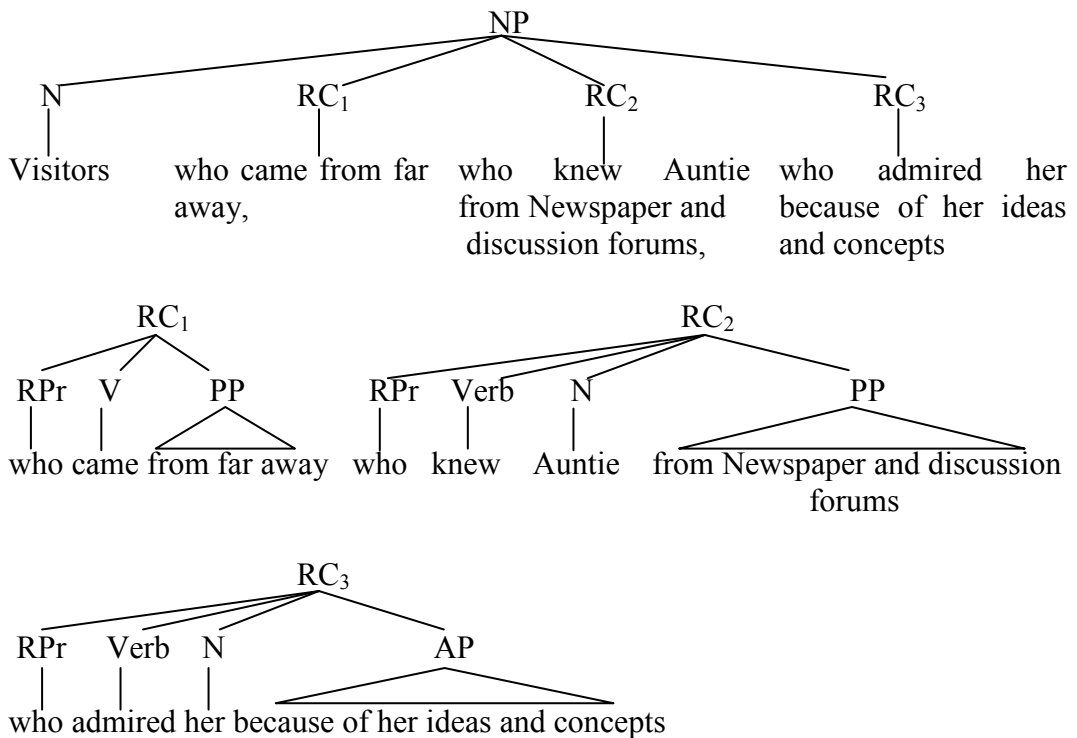 NP
N RC₁ RC₂ RC₃
Visitors who came from far who knew Auntie who admired her
away, from Newspaper and because of her ideas
discussion forums, and concepts
RC₁ RC₂
RPr V PP RPr Verb N PP
who came from far away who knew Auntie from Newspaper and discussion
forums
RC₃
RPr Verb N AP
who admired her because of her ideas and concepts